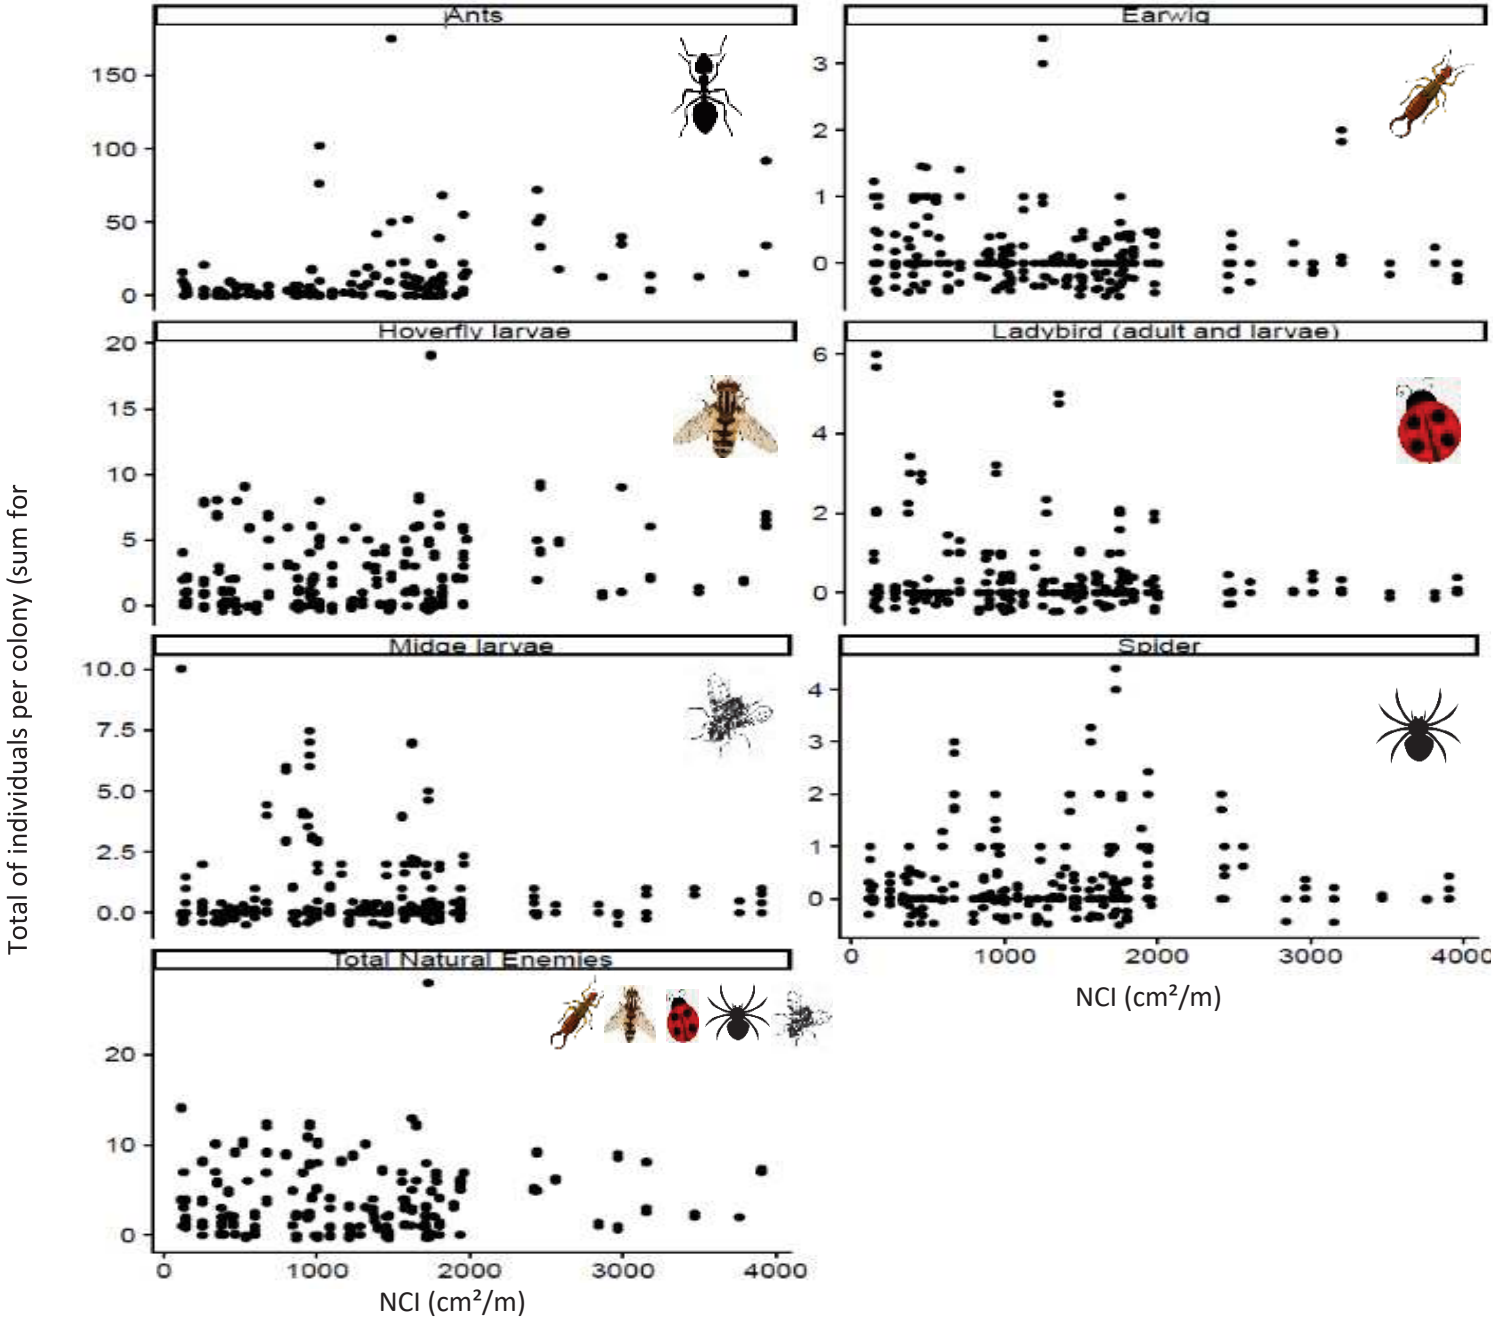 Ants
Earwig
150
100
50
0
3
2
1
0
Hoverfly larvae
Ladybird (adult and larvae)
20
15
10
5
0
6
4
2
0
Midge larvae
Spider
10.0
7.5
5.0
2.5
0.0
4
3
2
1
0
0 1000 2000 3000 4000
NCI (cm²/m)
Total Natural Enemies
20
10
0
0 1000 2000 3000 4000
NCI (cm²/m)
Total of individuals per colony (sum for